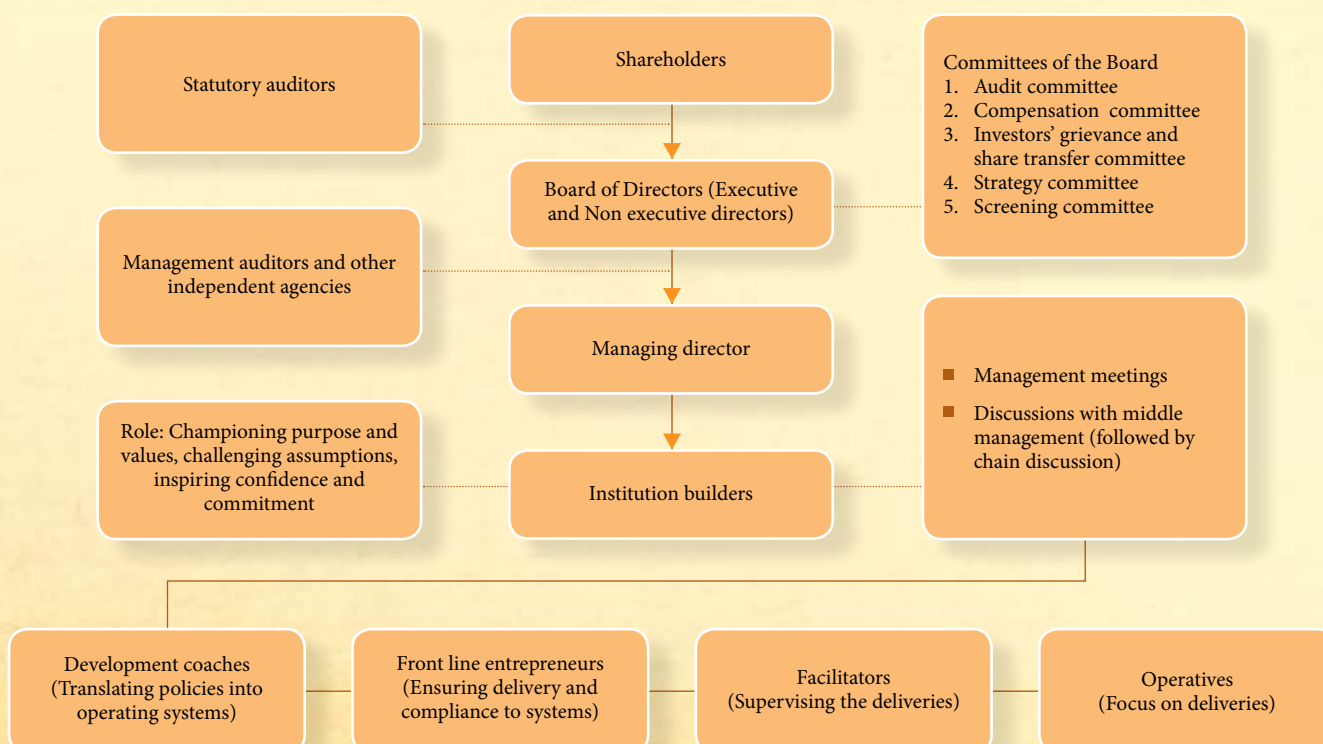 Statutory auditors
Shareholders
Committees of the Board
1. Audit committee
2. Compensation committee
3. Investors' grievance and
share transfer committee
4. Strategy committee
5. Screening committee
Board of Directors (Executive
and Non executive directors)
Management auditors and other
independent agencies
Managing director
■ Management meetings
■ Discussions with middle
management (followed by
chain discussion)
Role: Championing purpose and
values, challenging assumptions,
inspiring confidence and
commitment
Institution builders
Development coaches
(Translating policies into
operating systems)
Front line entrepreneurs
(Ensuring delivery and
compliance to systems)
Facilitators
(Supervising the deliveries)
Operatives
(Focus on deliveries)